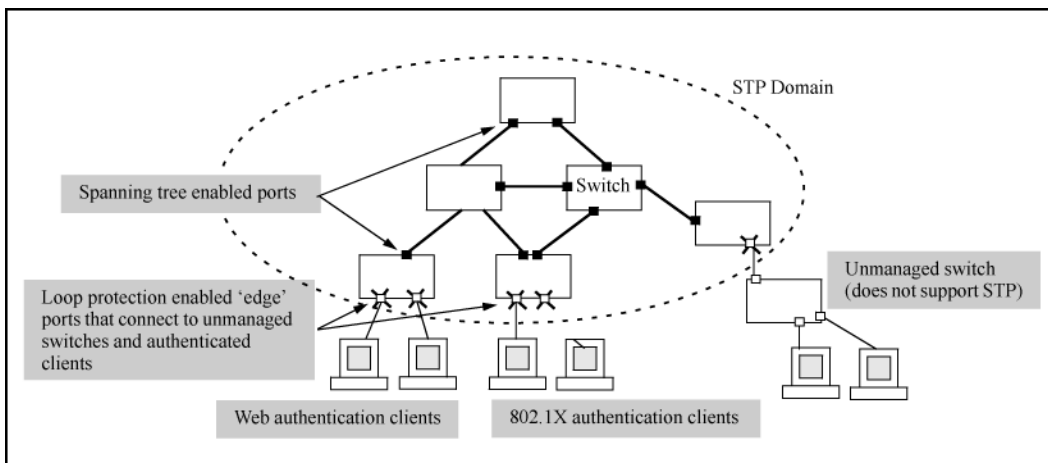 STP Domain
Spanning tree enabled ports
Switch
Loop protection enabled ‘edge’
ports that connect to unmanaged
switches and authenticated
clients
Unmanaged switch
(does not support STP)
Web authentication clients
802.1X authentication clients